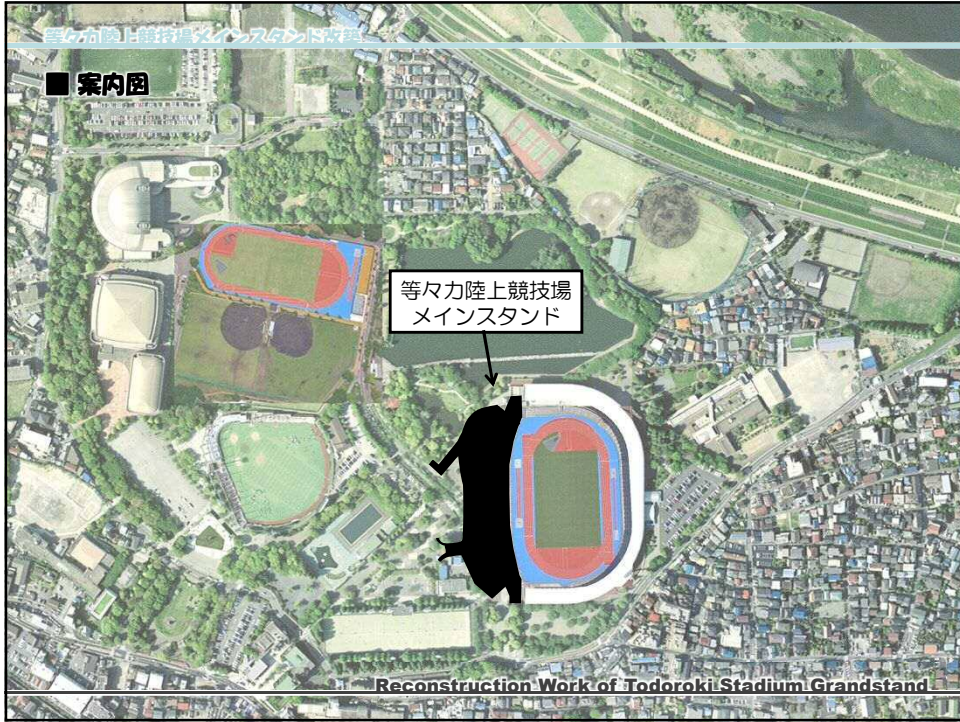 等々力陸上競技場メインスタンド改築
■ 案内図
等々力陸上競技場
メインスタンド
Reconstruction Work of Todoroki Stadium Grandstand